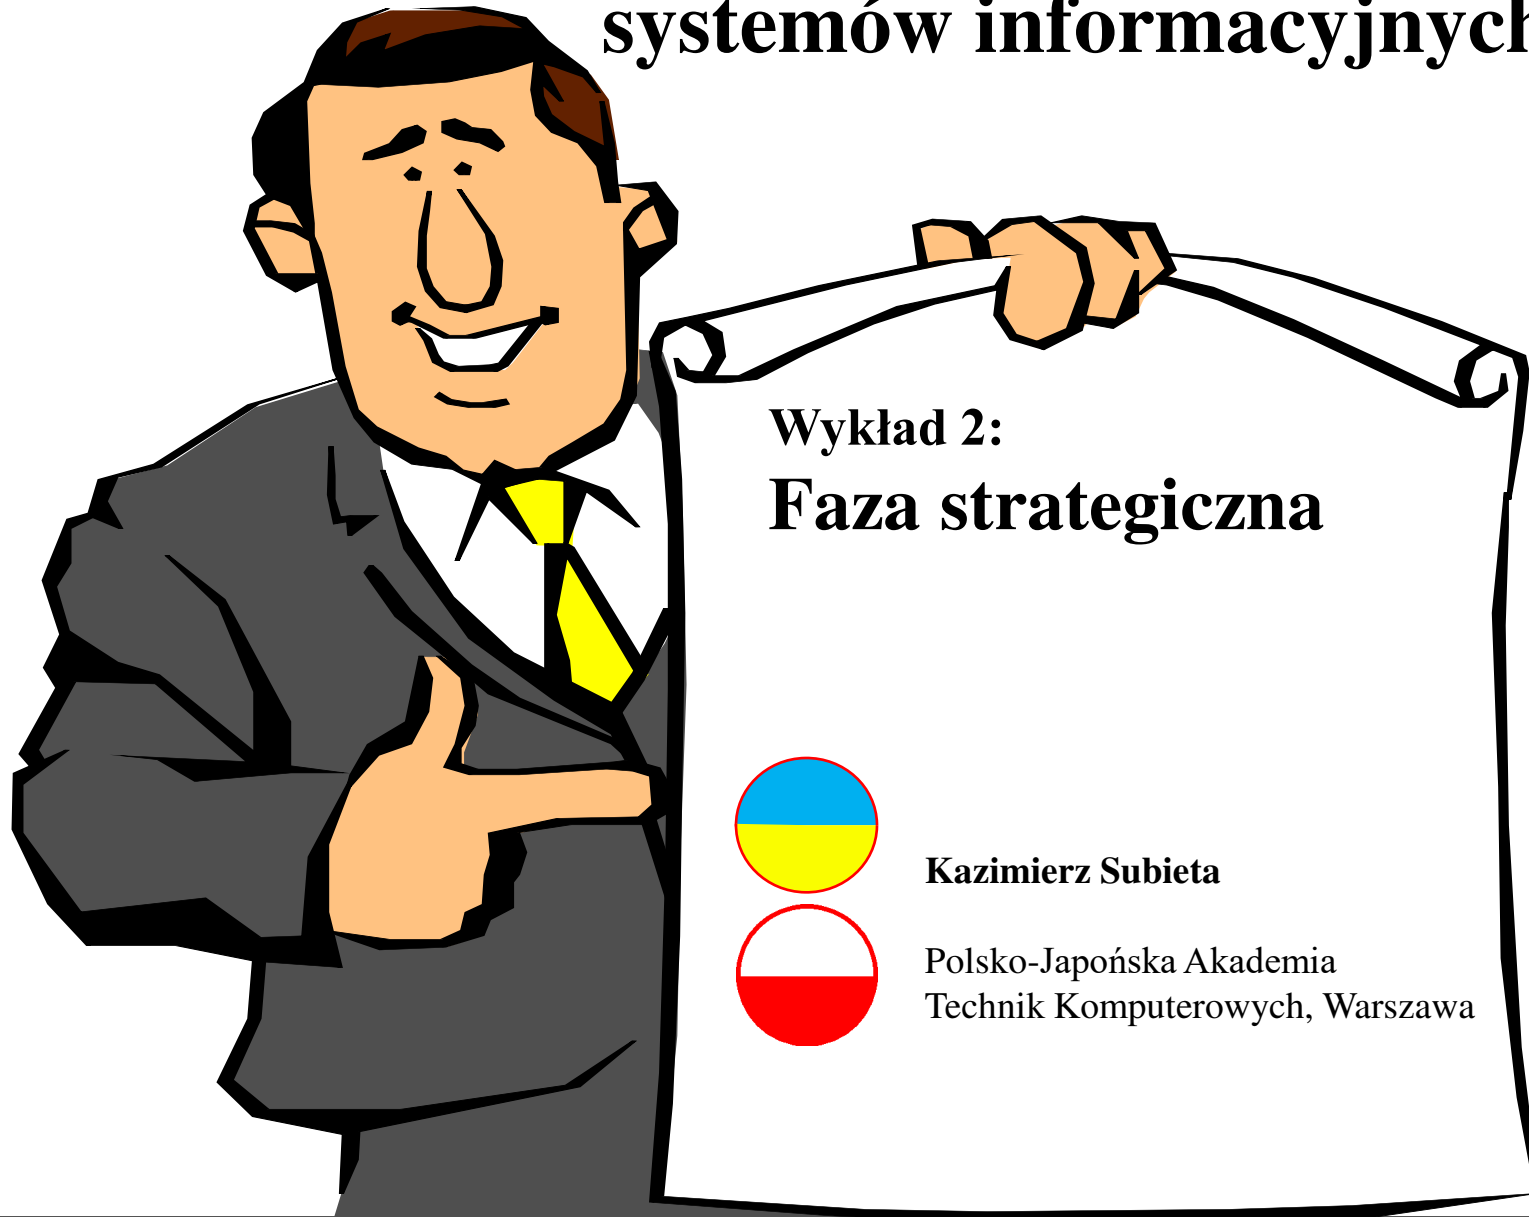 systemów informacyjnych
Wykład 2:
Faza strategiczna
Kazimierz Subieta
Polsko-Japońska Akademia
Technik Komputerowych, Warszawa